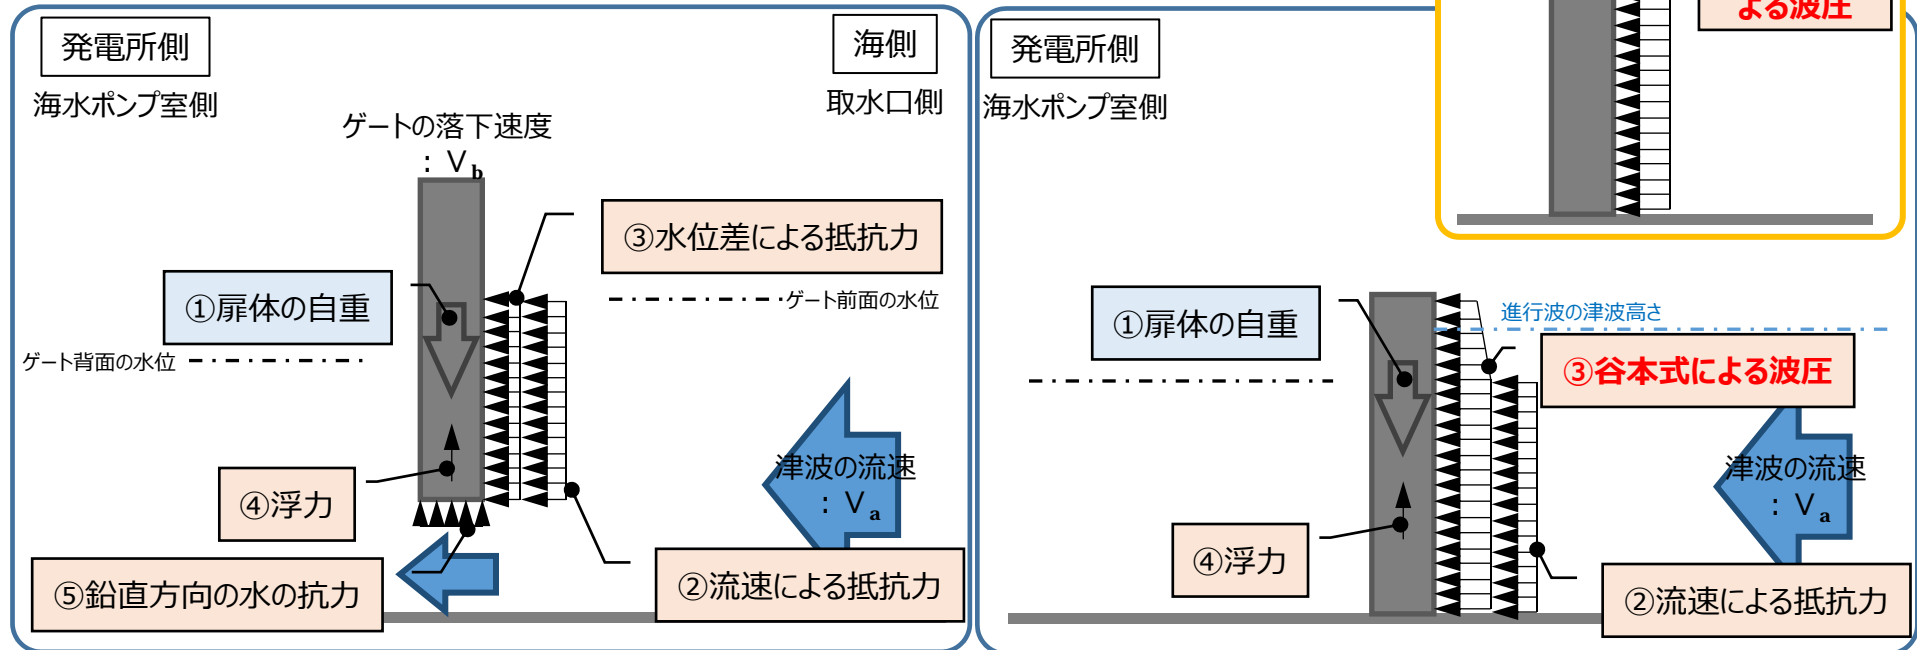 発電所側
海側
海水ポンプ室側
取水口側
ゲートの落下速度
：Ｖb
③水位差による抵抗力
①扉体の自重
ゲート前面の水位
ゲート背面の水位
津波の流速
：Ｖa
④浮力
②流速による抵抗力
⑤鉛直方向の水の抗力
発電所側
海水ポンプ室側
よる波圧
進行波の津波高さ
①扉体の自重
③谷本式による波圧
津波の流速
：Ｖa
④浮力
②流速による抵抗力